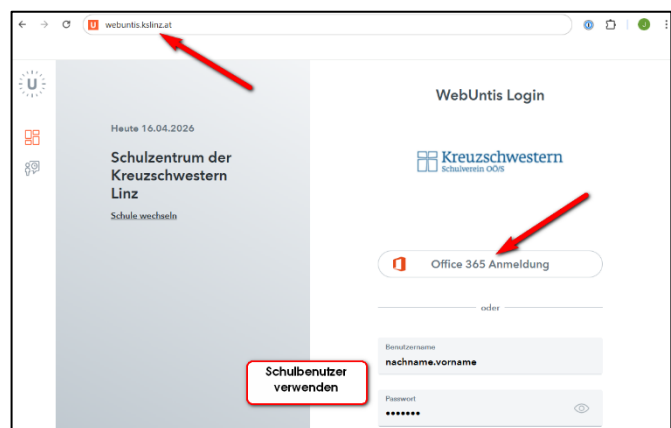 webuntis.kslinz.at
U
WebUntis Login
Heute 16.04.2026
Schulzentrum der
Kreuzschwestern
Linz
Schule wechseln
Kreuzschwestern
Schulverein OÖ/S
Office 365 Anmeldung
oder
Benutzername
nachname.vorname
Schulbenutzer
verwenden
Passwort
•••••••